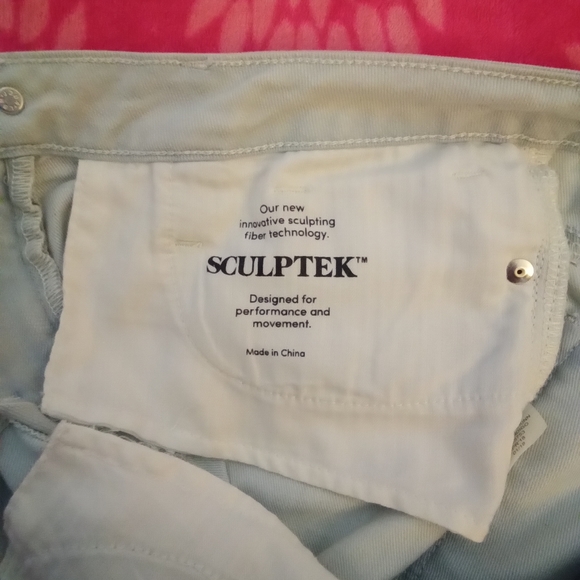 Our new
innovative sculpting
fiber technology.
SCULPTEK™
Designed for
performance and
movement.
Made in China